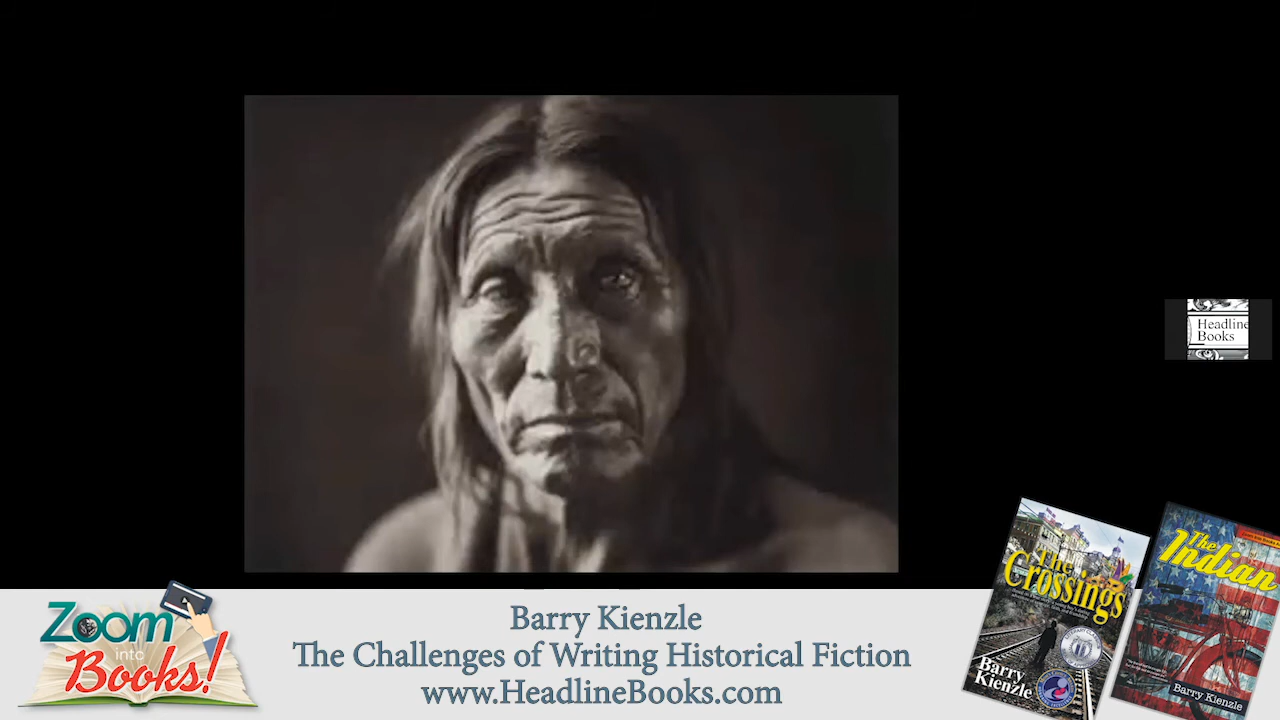 Headline
Books
The
Crossings
Barry
Kienzle
The
Indian
Barry Kienzle
Zoom
into
Books!
Barry Kienzle
The Challenges of Writing Historical Fiction
www.HeadlineBooks.com